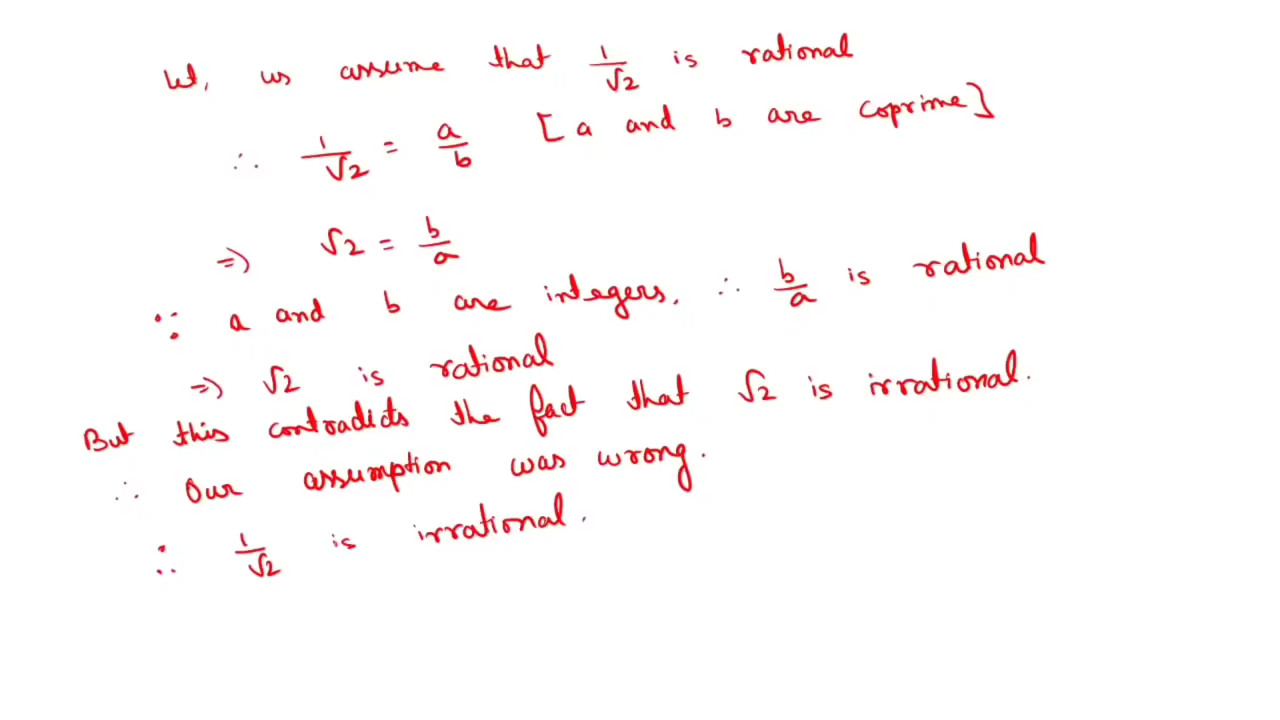 Let, us assume that 1/√2 is rational
∴ 1/√2 = a/b [a and b are coprime]
⇒ √2 = b/a
∵ a and b are integers. ∴ b/a is rational
⇒ √2 is rational
But this contradicts the fact that √2 is irrational.
∴ Our assumption was wrong.
∴ 1/√2 is irrational.